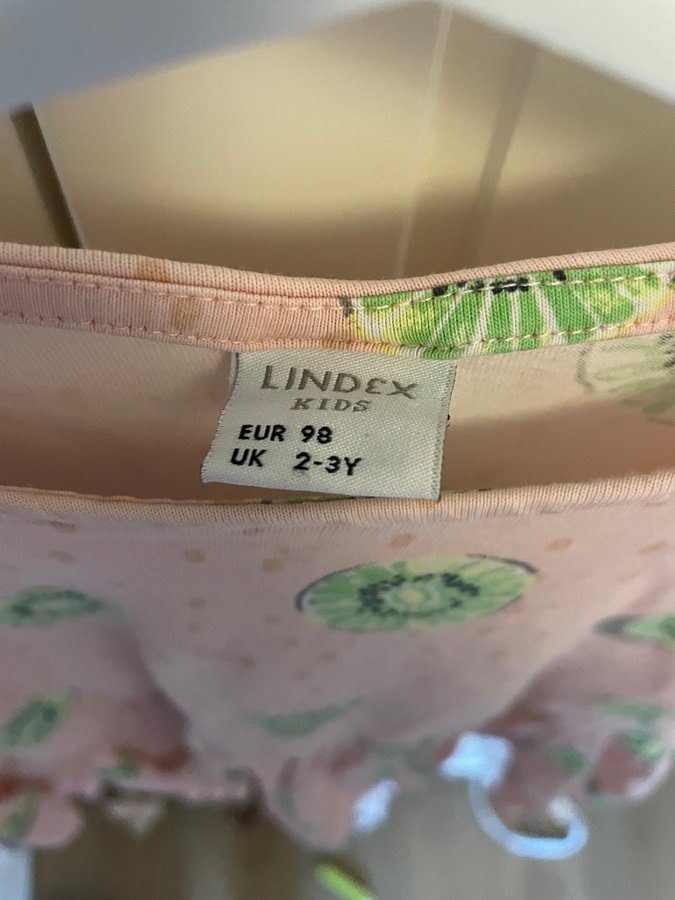 LINDEX
KIDS
EUR 98
UK 2-3Y